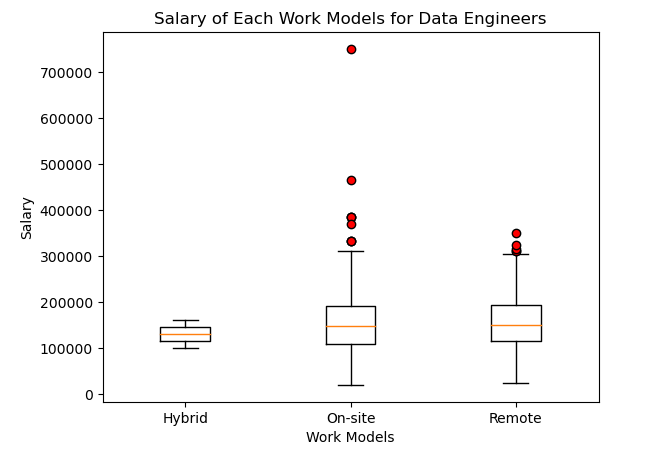 Salary of Each Work Models for Data Engineers
700000
600000
500000
400000
300000
200000
100000
0
Salary
Hybrid On-site Remote
Work Models